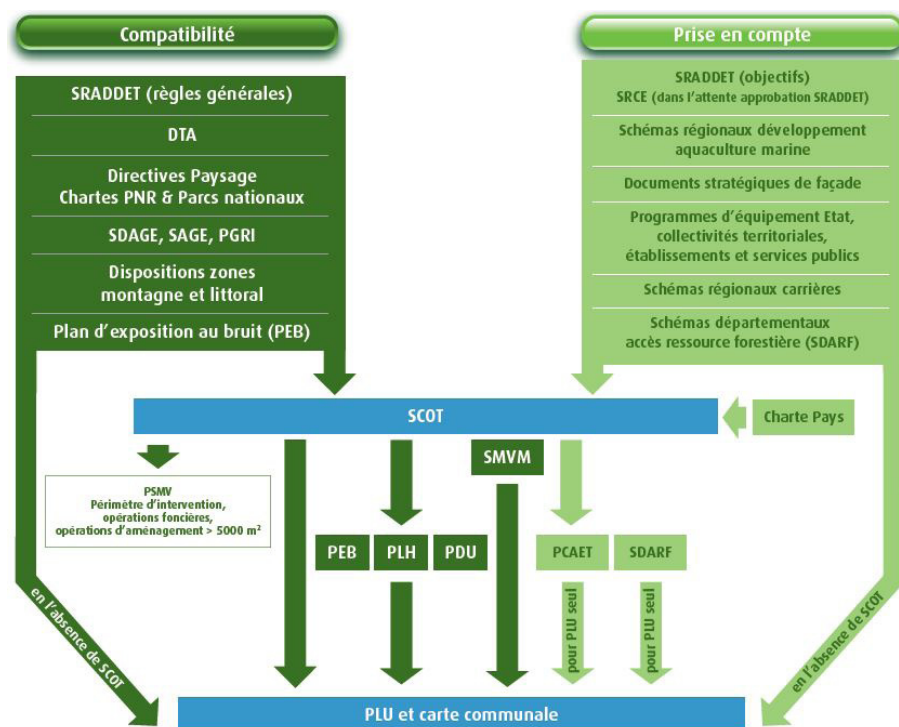 Compatibilité
SRADDET (règles générales)
DTA
Directives Paysage
Chartes PNR & Parcs nationaux
SDAGE, SAGE, PGRI
Dispositions zones
montagne et littoral
Plan d'exposition au bruit (PEB)
Prise en compte
SRADDET (objectifs)
SRCE (dans l'attente approbation SRADDET)
Schémas régionaux développement
aquaculture marine
Documents stratégiques de façade
Programmes d'équipement Etat,
collectivités territoriales,
établissements et services publics
Schémas régionaux carrières
Schémas départementaux
accès ressource forestière (SDARF)
SCOT
Charte Pays
SMVM
PSMV
Périmètre d'intervention,
opérations foncières,
opérations d'aménagement > 5000 m²
PEB
PLH
PDU
PCAET
SDARF
en l'absence de SCOT
pour PLU seul
pour PLU seul
en l'absence de SCOT
PLU et carte communale